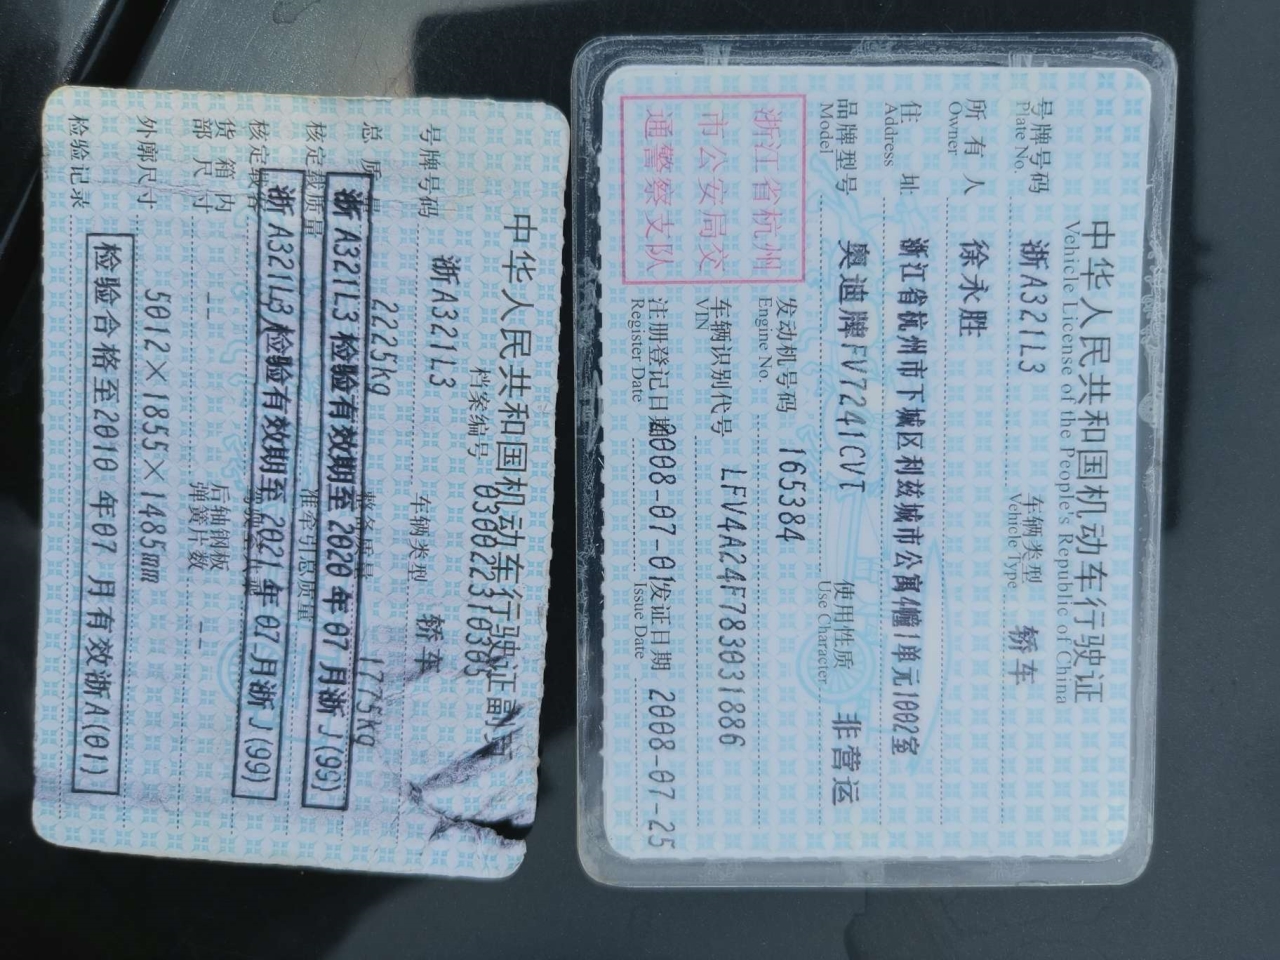 中华人民共和国机动车行驶证
Vehicle License of the People's Republic of China
号牌号码 浙A321L3 车辆类型 轿车
Plate No. Vehicle Type
所有人 徐永胜
Owner
住址 浙江省杭州市下城区利兹城市公寓4幢1单元1002室
Address
品牌型号 奥迪牌FV7241CVT 使用性质 非营运
Model Use Character
浙江省杭州
市公安局交
通警察支队
发动机号码 165384
Engine No.
车辆识别代号 LFV4A24F783031886
VIN
注册登记日期 2008-07-01 发证日期 2008-07-25
Register Date Issue Date
中华人民共和国机动车行驶证副页
档案编号 030022310303
号牌号码 浙A321L3 车辆类型 轿车
总质量 2225kg 整备质量 1775kg
浙A321L3检验有效期至2020年07月浙J(99)
核定载质量 准牵引总质量
浙A321L3检验有效期至2021年07月浙J(99)
货箱内部尺寸 -- 后轴钢板弹簧片数 --
外廓尺寸 5012×1855×1485mm
检验记录 检验合格至2010年07月有效浙A(01)